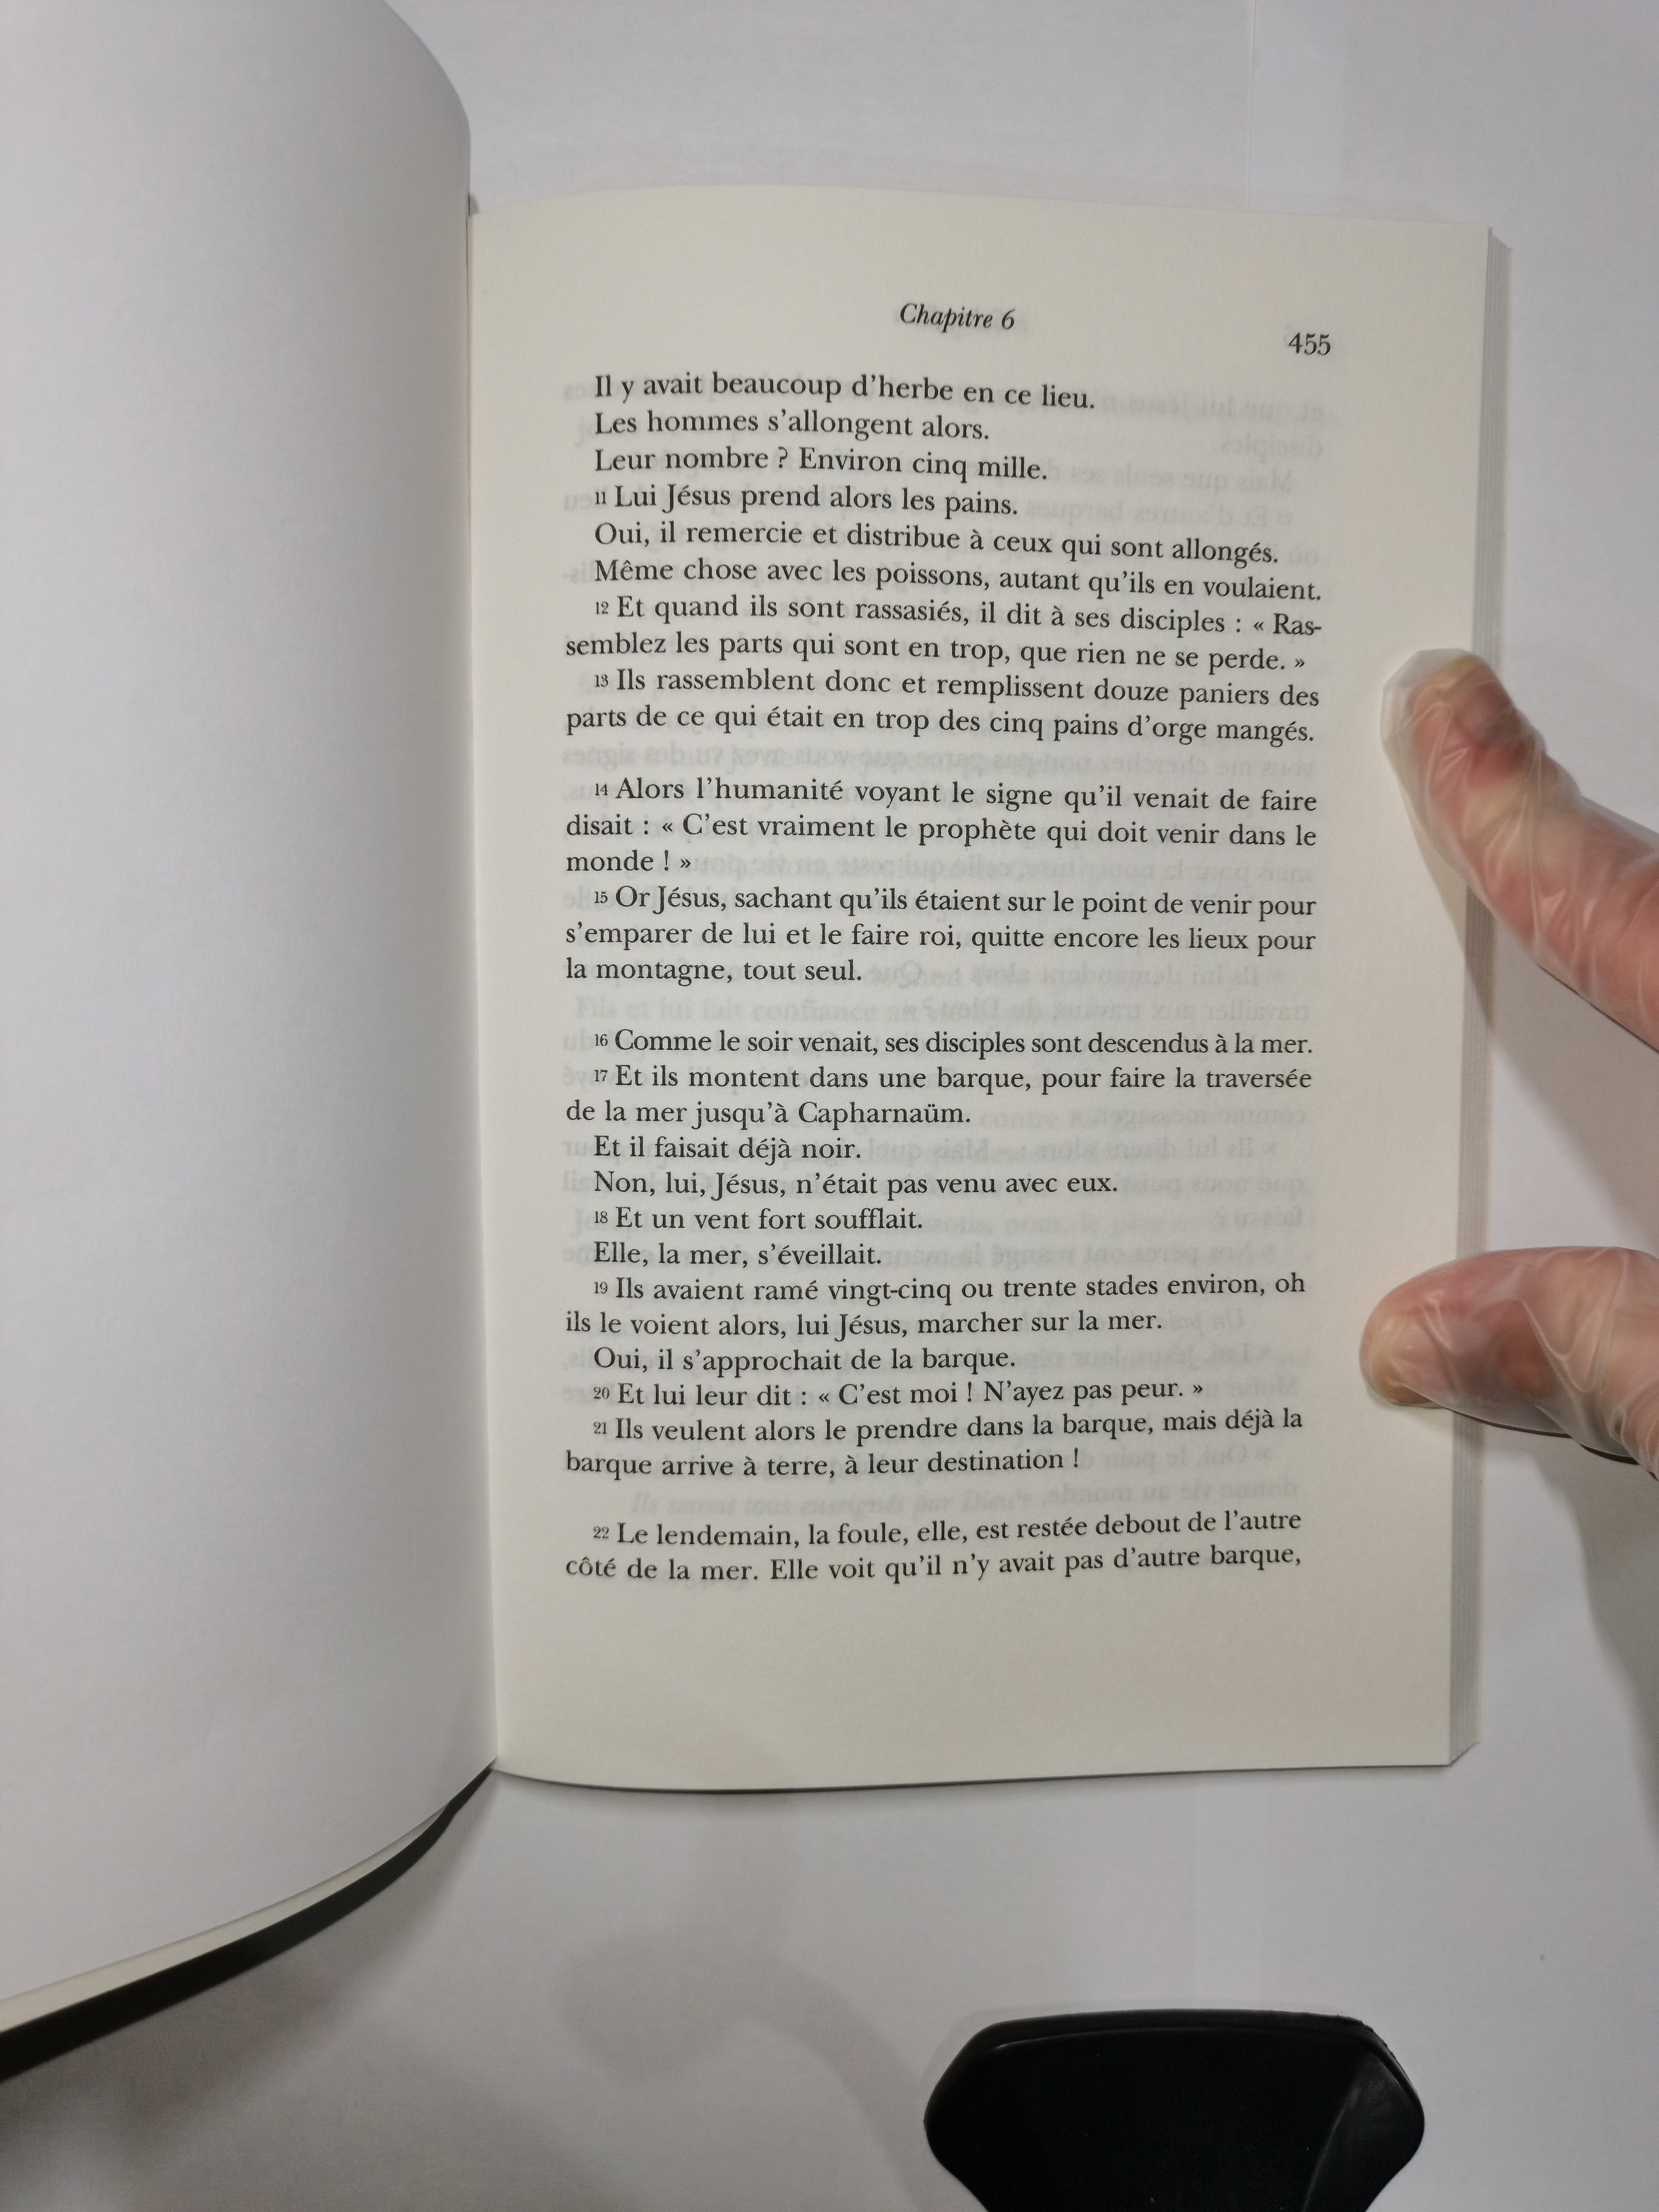 Chapitre 6
455
Il y avait beaucoup d’herbe en ce lieu.
Les hommes s’allongent alors.
Leur nombre ? Environ cinq mille.
11 Lui Jésus prend alors les pains.
Oui, il remercie et distribue à ceux qui sont allongés.
Même chose avec les poissons, autant qu’ils en voulaient.
12 Et quand ils sont rassasiés, il dit à ses disciples : « Ras-
semblez les parts qui sont en trop, que rien ne se perde. »
13 Ils rassemblent donc et remplissent douze paniers des
parts de ce qui était en trop des cinq pains d’orge mangés.
14 Alors l’humanité voyant le signe qu’il venait de faire
disait : « C’est vraiment le prophète qui doit venir dans le
monde ! »
15 Or Jésus, sachant qu’ils étaient sur le point de venir pour
s’emparer de lui et le faire roi, quitte encore les lieux pour
la montagne, tout seul.
16 Comme le soir venait, ses disciples sont descendus à la mer.
17 Et ils montent dans une barque, pour faire la traversée
de la mer jusqu’à Capharnaüm.
Et il faisait déjà noir.
Non, lui, Jésus, n’était pas venu avec eux.
18 Et un vent fort soufflait.
Elle, la mer, s’éveillait.
19 Ils avaient ramé vingt-cinq ou trente stades environ, oh
ils le voient alors, lui Jésus, marcher sur la mer.
Oui, il s’approchait de la barque.
20 Et lui leur dit : « C’est moi ! N’ayez pas peur. »
21 Ils veulent alors le prendre dans la barque, mais déjà la
barque arrive à terre, à leur destination !
22 Le lendemain, la foule, elle, est restée debout de l’autre
côté de la mer. Elle voit qu’il n’y avait pas d’autre barque,